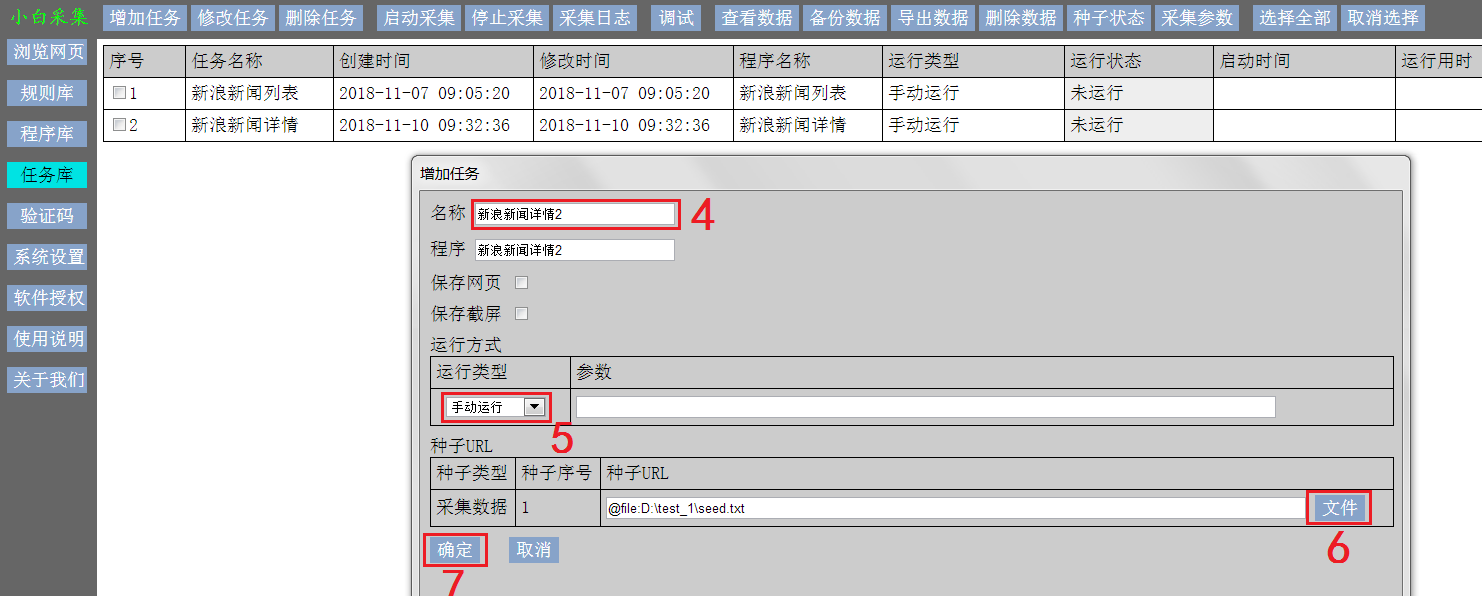 小白采集 增加任务 修改任务 删除任务 启动采集 停止采集 采集日志 调试 查看数据 备份数据 导出数据 删除数据 种子状态 采集参数 选择全部 取消选择
浏览网页
规则库
程序库
任务库
验证码
系统设置
软件授权
使用说明
关于我们
序号 任务名称 创建时间 修改时间 程序名称 运行类型 运行状态 启动时间 运行用时
1 新浪新闻列表 2018-11-07 09:05:20 2018-11-07 09:05:20 新浪新闻列表 手动运行 未运行
2 新浪新闻详情 2018-11-10 09:32:36 2018-11-10 09:32:36 新浪新闻详情 手动运行 未运行
增加任务
名称 新浪新闻详情2 4
程序 新浪新闻详情2
保存网页
保存截屏
运行方式
运行类型 参数
手动运行
5
种子URL
种子类型 种子序号 种子URL
采集数据 1 @file:D:\test_1\seed.txt 文件
6
确定 取消
7